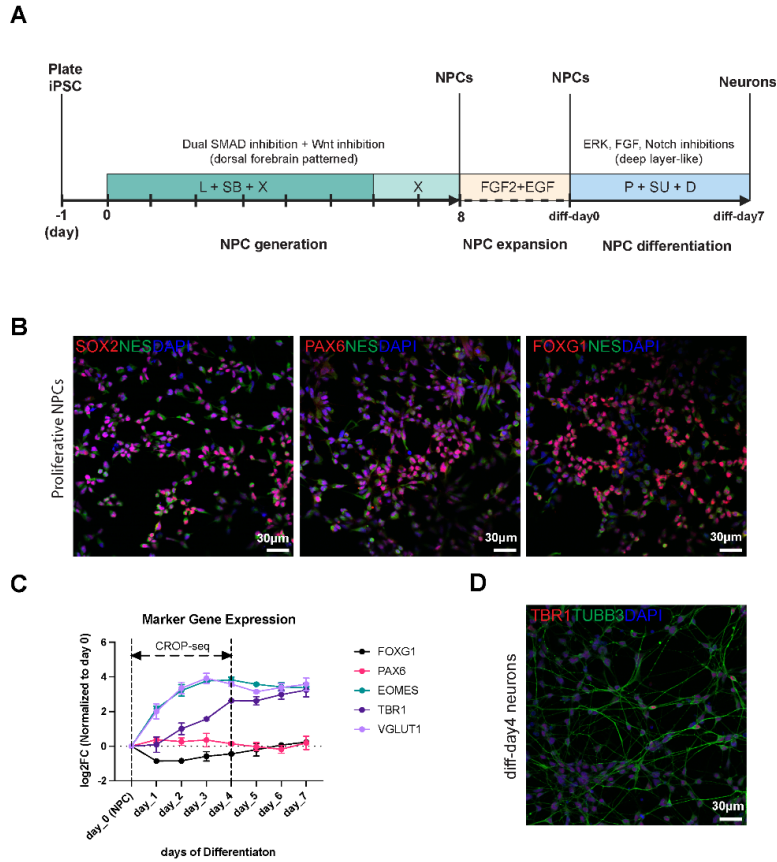 A
Plate
iPSC
NPCs
NPCs
Neurons
Dual SMAD inhibition + Wnt inhibition
(dorsal forebrain patterned)
ERK, FGF, Notch inhibitions
(deep layer-like)
L + SB + X
X
FGF2+EGF
P + SU + D
-1
0
8
diff-day0
diff-day7
(day)
NPC generation
NPC expansion
NPC differentiation
B
Proliferative NPCs
SOX2NESDAPI
PAX6NESDAPI
FOXG1NESDAPI
30µm
30µm
30µm
C
Marker Gene Expression
CROP-seq
log2FC (Normalized to day 0)
6
4
2
0
-2
day_0 (NPC)
day_1
day_2
day_3
day_4
day_5
day_6
day_7
days of Differentiaton
FOXG1
PAX6
EOMES
TBR1
VGLUT1
D
diff-day4 neurons
TBR1TUBB3DAPI
30µm